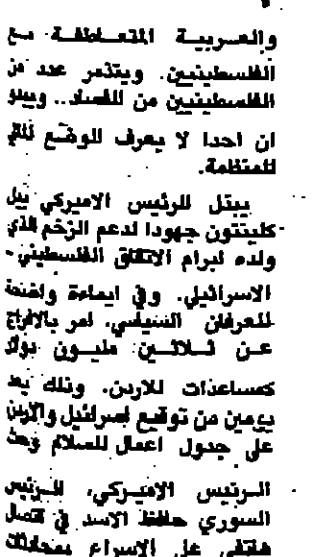 والعربية المتعاطفة مع
الفلسطينيين. ويتذمر عدد من
الفلسطينيين من الفساد.. ويبدو
ان احدا لا يعرف الوضع
للمنظمة.
يبذل الرئيس الاميركي بيل
كلينتون جهودا لدعم الزخم الذي
ولده ابرام الاتفاق الفلسطيني -
الاسرائيلي. وفي ايماءة واضحة
للعرفان السياسي، امر بالافراج
عن ثلاثين مليون دولار
كمساعدات للاردن. وذلك بعد
يومين من توقيع اسرائيل والاردن
على جدول اعمال للسلام وحث
الرئيس الاميركي، الرئيس
السوري حافظ الاسد في اتصال
هاتفي على الاسراع بمحادثات